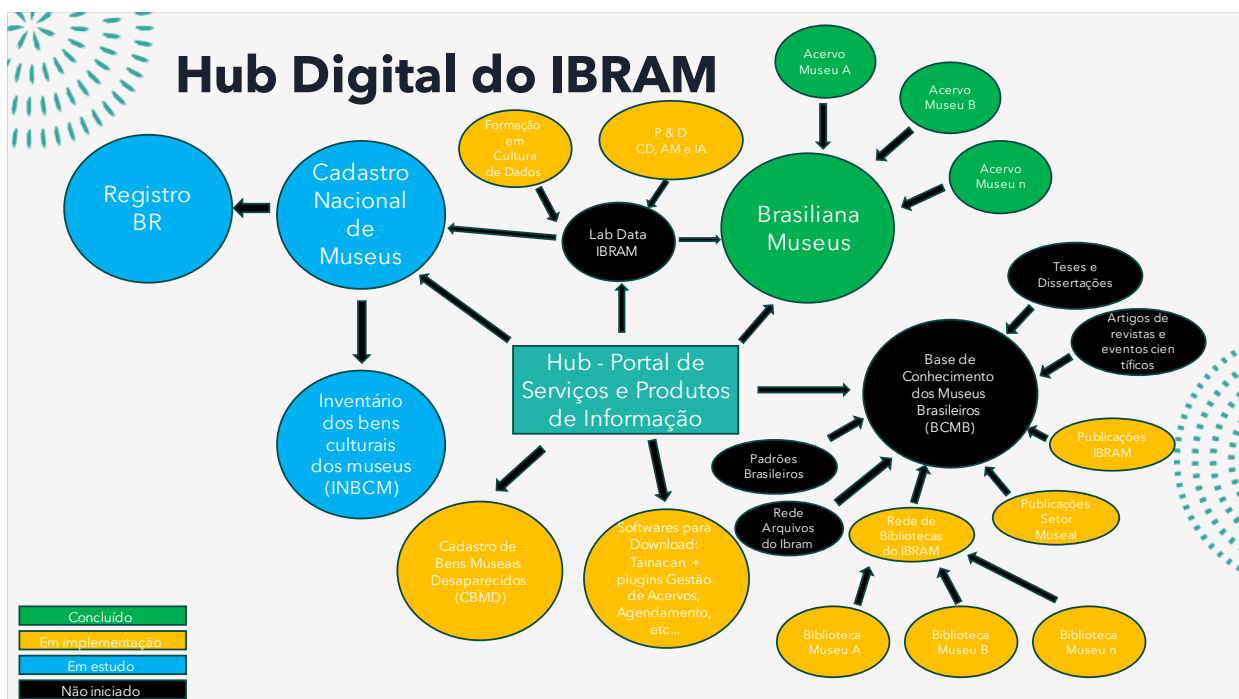 Hub Digital do IBRAM
Acervo
Museu A
Acervo
Museu B
Acervo
Museu n
Formação
em
Cultura
de Dados
P & D
CD, AM e IA
Registro
BR
Cadastro
Nacional
de
Museus
Lab Data
IBRAM
Brasiliana
Museus
Teses e
Dissertações
Artigos de
revistas e
eventos cien
tíficos
Hub - Portal de
Serviços e Produtos
de Informação
Base de
Conhecimento
dos Museus
Brasileiros
(BCMB)
Inventário
dos bens
culturais
dos museus
(INBCM)
Padrões
Brasileiros
Publicações
IBRAM
Rede
Arquivos
do Ibram
Rede de
Bibliotecas
do IBRAM
Publicações
Setor
Museal
Cadastro de
Bens Museais
Desaparecidos
(CBMD)
Softwares para
Download:
Tainacan +
plugins Gestão
de Acervos,
Agendamento,
etc...
Biblioteca
Museu A
Biblioteca
Museu B
Biblioteca
Museu n
Concluído
Em implementação
Em estudo
Não iniciado